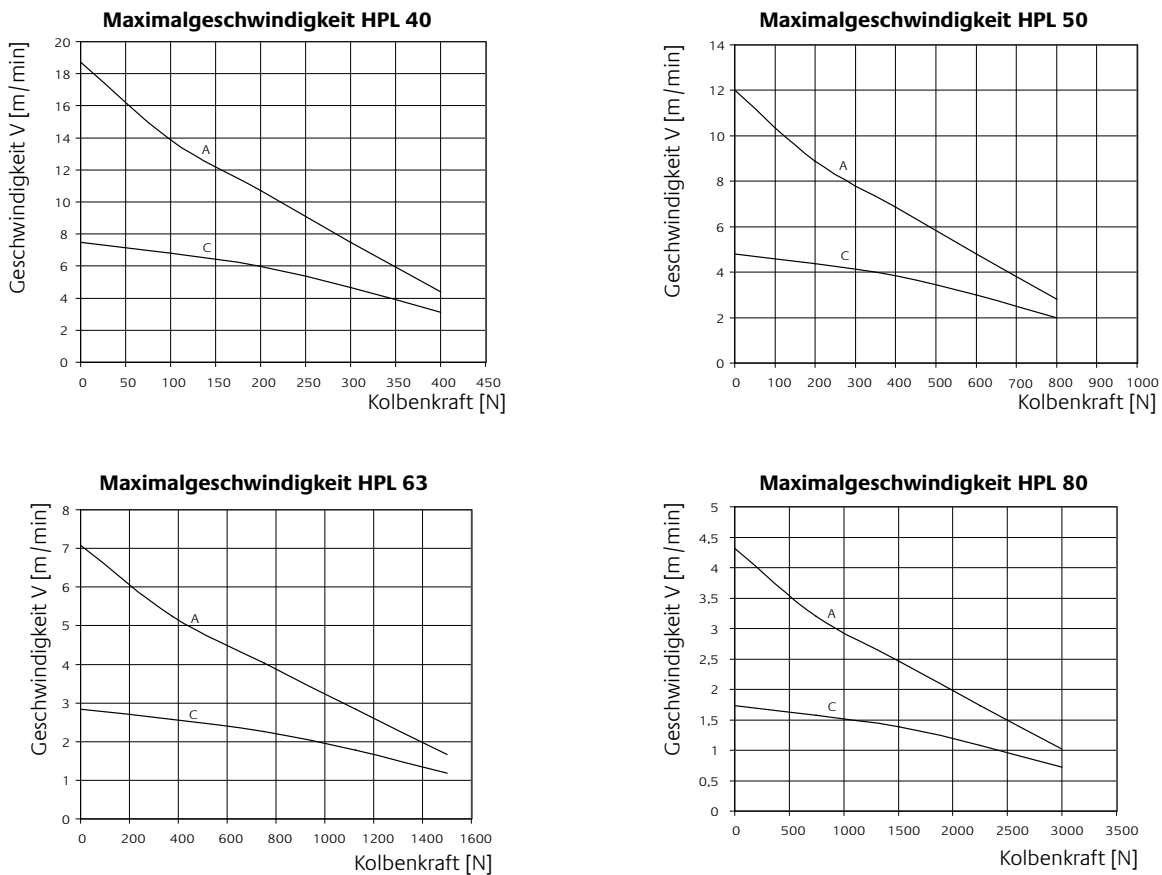 Maximalgeschwindigkeit HPL 40
Geschwindigkeit V [m/min]
20
18
16
14
12
10
8
6
4
2
0
A
C
0 50 100 150 200 250 300 350 400 450
Kolbenkraft [N]
Maximalgeschwindigkeit HPL 50
Geschwindigkeit V [m/min]
14
12
10
8
6
4
2
0
A
C
0 100 200 300 400 500 600 700 800 900 1000
Kolbenkraft [N]
Maximalgeschwindigkeit HPL 63
Geschwindigkeit V [m/min]
8
7
6
5
4
3
2
1
0
A
C
0 200 400 600 800 1000 1200 1400 1600
Kolbenkraft [N]
Maximalgeschwindigkeit HPL 80
Geschwindigkeit V [m/min]
5
4,5
4
3,5
3
2,5
2
1,5
1
0,5
0
A
C
0 500 1000 1500 2000 2500 3000 3500
Kolbenkraft [N]